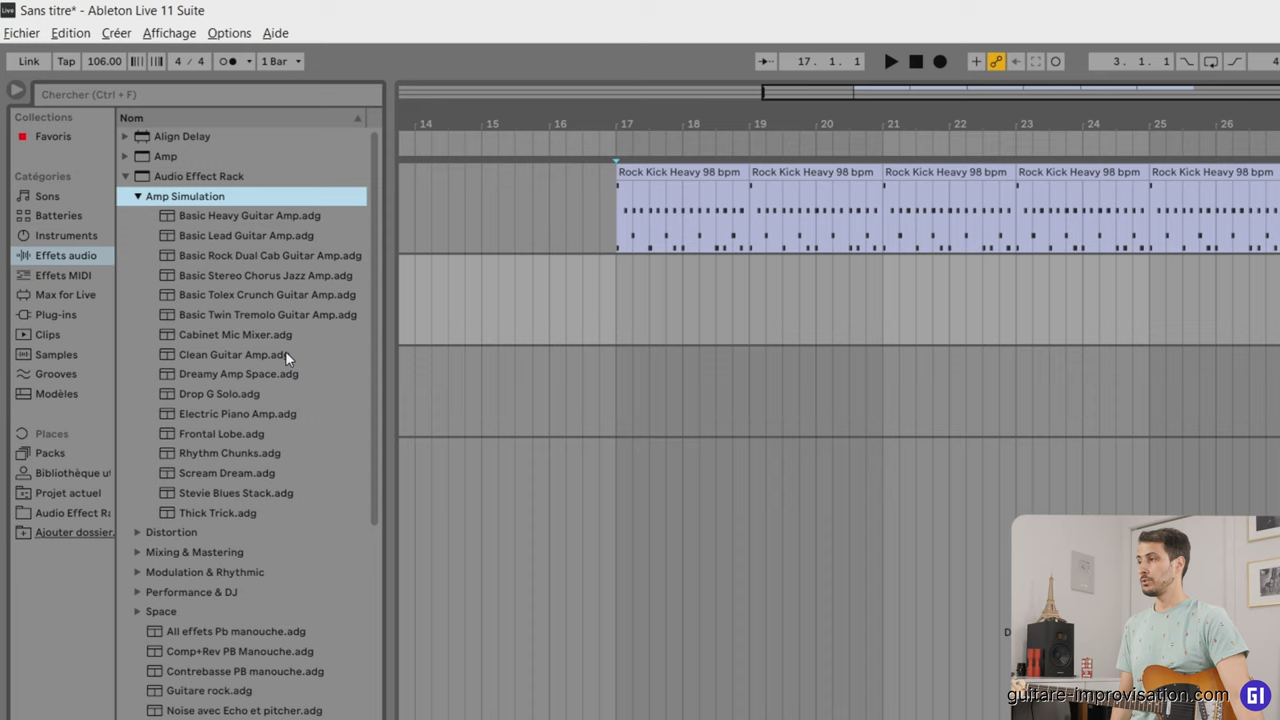 Live Sans titre* - Ableton Live 11 Suite
Fichier Edition Créer Affichage Options Aide
Link Tap 106.00 4 / 4 1 Bar 17. 1. 1 3. 1. 1 4
Chercher (Ctrl + F)
Collections
Favoris
Catégories
Sons
Batteries
Instruments
Effets audio
Effets MIDI
Max for Live
Plug-ins
Clips
Samples
Grooves
Modèles
Places
Packs
Bibliothèque ut
Projet actuel
Audio Effect Ra
Ajouter dossier.
Nom
Align Delay
Amp
Audio Effect Rack
Amp Simulation
Basic Heavy Guitar Amp.adg
Basic Lead Guitar Amp.adg
Basic Rock Dual Cab Guitar Amp.adg
Basic Stereo Chorus Jazz Amp.adg
Basic Tolex Crunch Guitar Amp.adg
Basic Twin Tremolo Guitar Amp.adg
Cabinet Mic Mixer.adg
Clean Guitar Amp.adg
Dreamy Amp Space.adg
Drop G Solo.adg
Electric Piano Amp.adg
Frontal Lobe.adg
Rhythm Chunks.adg
Scream Dream.adg
Stevie Blues Stack.adg
Thick Trick.adg
Distortion
Mixing & Mastering
Modulation & Rhythmic
Performance & DJ
Space
All effets Pb manouche.adg
Comp+Rev PB Manouche.adg
Contrebasse PB manouche.adg
Guitare rock.adg
Noise avec Echo et pitcher.adg
14 15 16 17 18 19 20 21 22 23 24 25 26
Rock Kick Heavy 98 bpm Rock Kick Heavy 98 bpm Rock Kick Heavy 98 bpm Rock Kick Heavy 98 bpm Rock Kick Heavy 98 bpm
D
guitare-improvisation.com GI